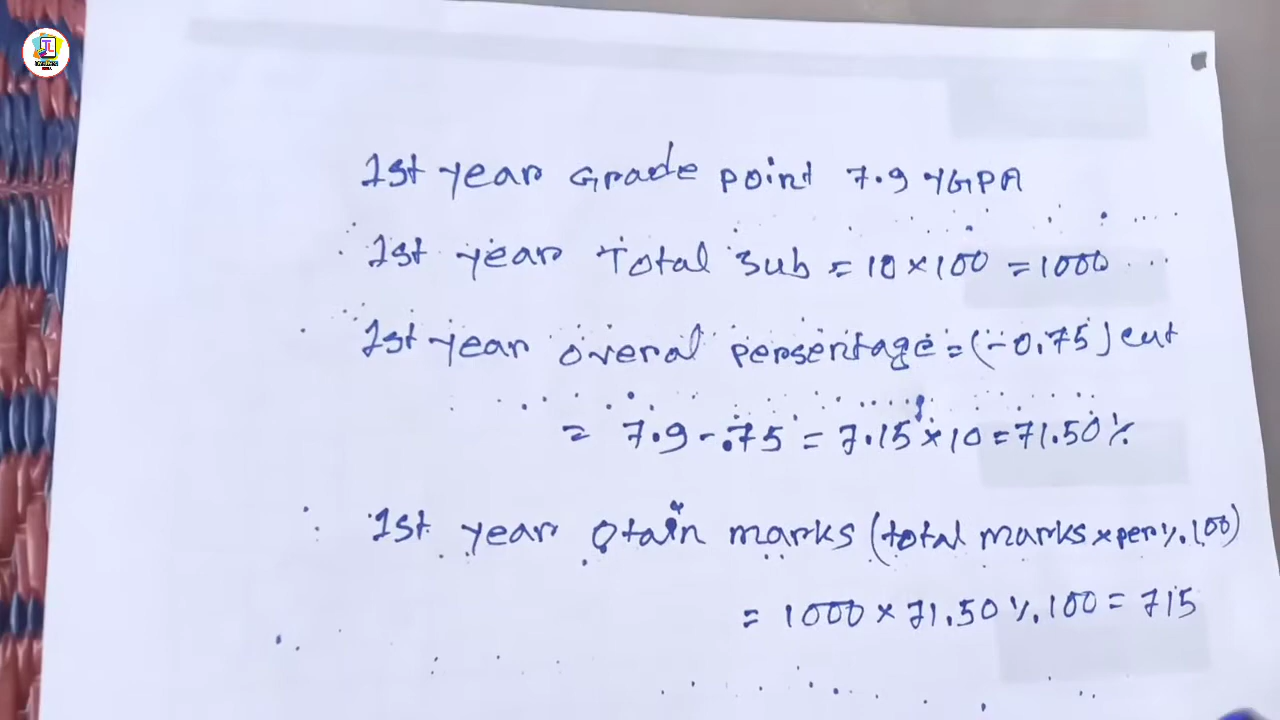 1st year Grade point 7.9 YGPA
1st year Total Sub = 10 × 100 = 1000
1st year overal persentage = (-0.75) cut
= 7.9 - .75 = 7.15 × 10 = 71.50%
1st year Otain marks (total marks × per%.100)
= 1000 × 71.50%.100 = 715